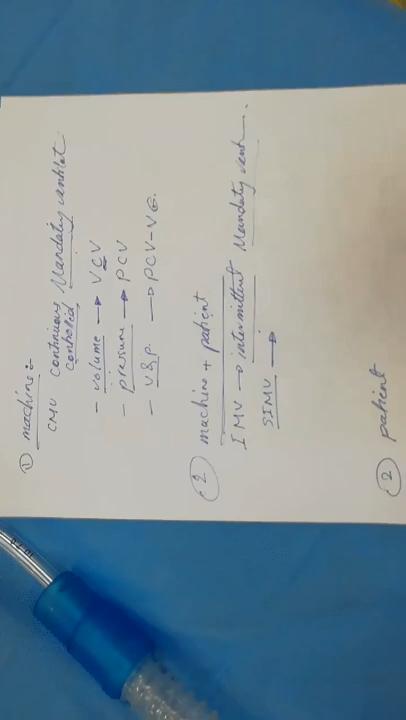 ① machine :-
CMV continuous Mandatory ventilat
controlled
- volume → VCV
- pressure → PCV
- V&P. → PCV-VG.
② machine + patient
IMV → intermittent Mandatory vent.
SIMV →
② patient